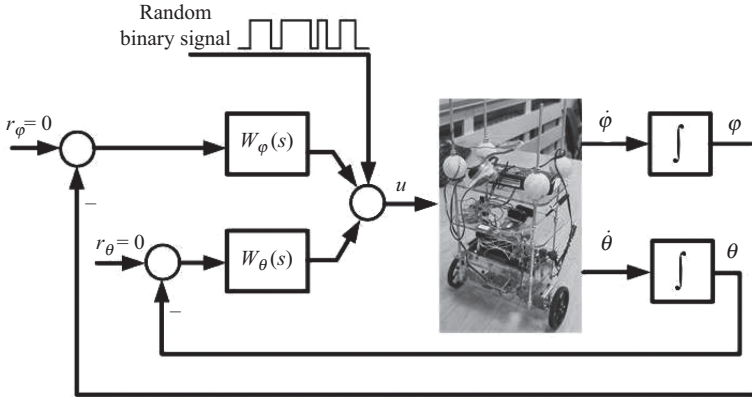 Random
binary signal
r_φ = 0
W_φ(s)
φ̇
∫
φ
u
−
r_θ = 0
W_θ(s)
θ̇
∫
θ
−